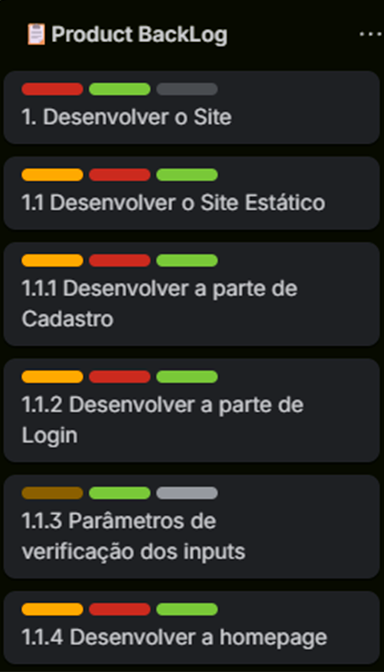 Product BackLog
1. Desenvolver o Site
1.1 Desenvolver o Site Estático
1.1.1 Desenvolver a parte de
Cadastro
1.1.2 Desenvolver a parte de
Login
1.1.3 Parâmetros de
verificação dos inputs
1.1.4 Desenvolver a homepage